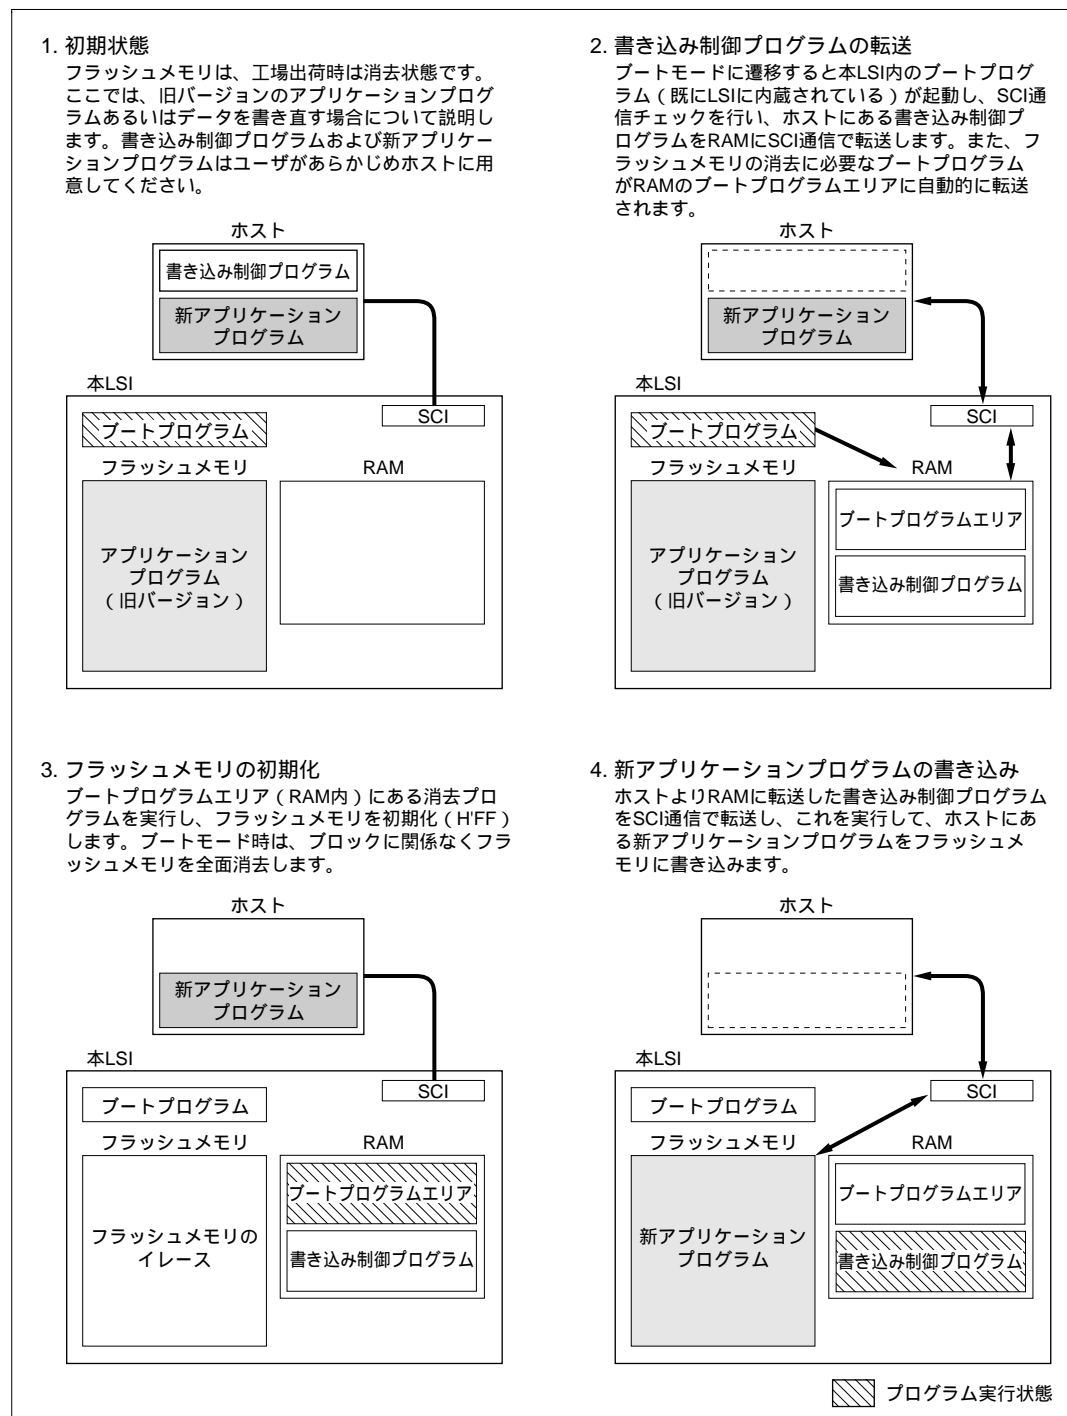 1. 初期状態
フラッシュメモリは、工場出荷時は消去状態です。
ここでは、旧バージョンのアプリケーションプログ
ラムあるいはデータを書き直す場合について説明し
ます。書き込み制御プログラムおよび新アプリケー
ションプログラムはユーザがあらかじめホストに用
意してください。
ホスト
書き込み制御プログラム
新アプリケーション
プログラム
本LSI
SCI
ブートプログラム
フラッシュメモリ
RAM
アプリケーション
プログラム
(旧バージョン)
2. 書き込み制御プログラムの転送
ブートモードに遷移すると本LSI内のブートプログ
ラム(既にLSIに内蔵されている)が起動し、SCI通
信チェックを行い、ホストにある書き込み制御プ
ログラムをRAMにSCI通信で転送します。また、フ
ラッシュメモリの消去に必要なブートプログラム
がRAMのブートプログラムエリアに自動的に転送
されます。
ホスト
新アプリケーション
プログラム
本LSI
SCI
ブートプログラム
フラッシュメモリ
RAM
ブートプログラムエリア
アプリケーション
プログラム
(旧バージョン)
書き込み制御プログラム
3. フラッシュメモリの初期化
ブートプログラムエリア(RAM内)にある消去プロ
グラムを実行し、フラッシュメモリを初期化(H'FF)
します。ブートモード時は、ブロックに関係なくフラ
ッシュメモリを全面消去します。
ホスト
新アプリケーション
プログラム
本LSI
SCI
ブートプログラム
フラッシュメモリ
RAM
ブートプログラムエリア
フラッシュメモリの
イレース
書き込み制御プログラム
4. 新アプリケーションプログラムの書き込み
ホストよりRAMに転送した書き込み制御プログラム
をSCI通信で転送し、これを実行して、ホストにあ
る新アプリケーションプログラムをフラッシュメ
モリに書き込みます。
ホスト
本LSI
SCI
ブートプログラム
フラッシュメモリ
RAM
ブートプログラムエリア
新アプリケーション
プログラム
書き込み制御プログラム
プログラム実行状態